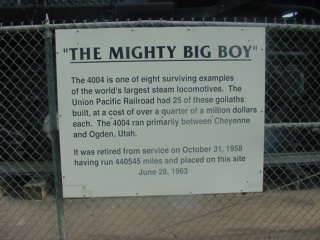 "THE MIGHTY BIG BOY"
The 4004 is one of eight surviving examples
of the world's largest steam locomotives. The
Union Pacific Railroad had 25 of these goliaths
built, at a cost of over a quarter of a million dollars
each. The 4004 ran primarily between Cheyenne
and Ogden, Utah.
It was retired from service on October 31, 1958
having run 440545 miles and placed on this site
June 28, 1963